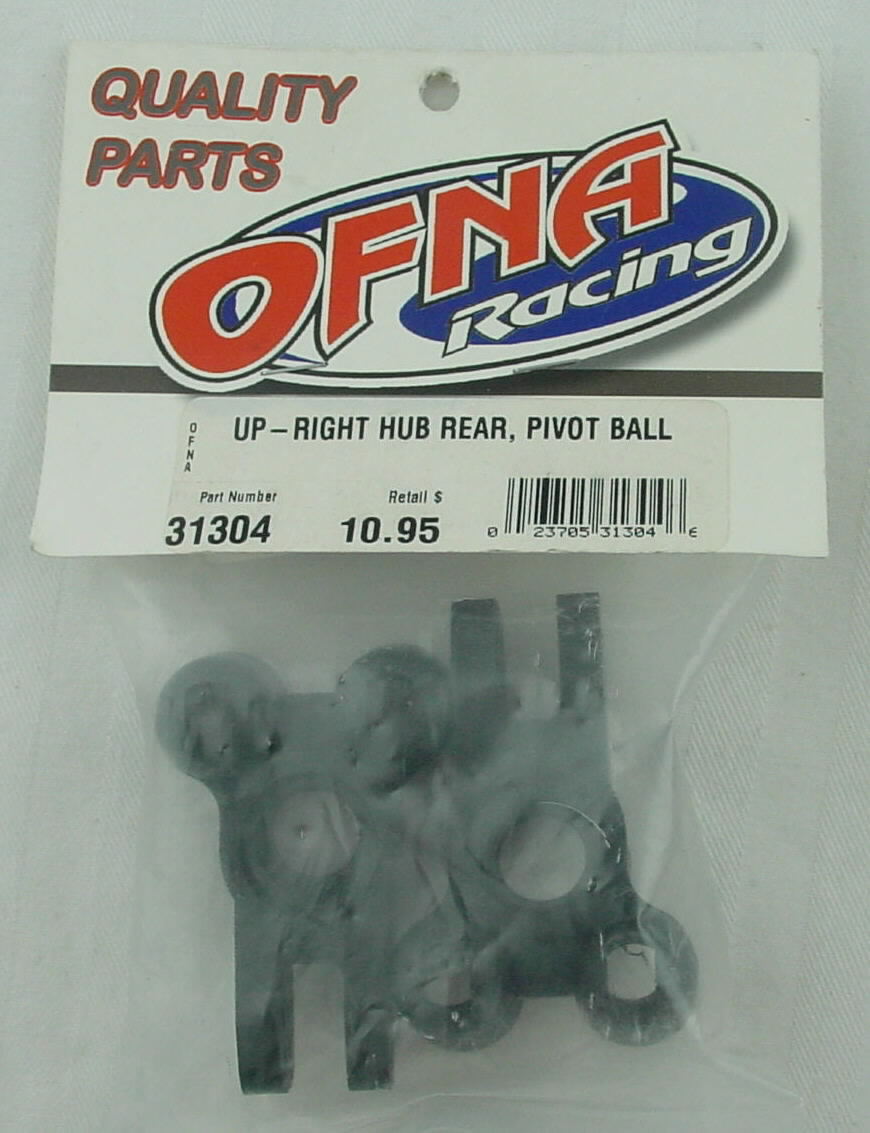 QUALITY
PARTS
OFNA
Racing
OFNA
UP-RIGHT HUB REAR, PIVOT BALL
Part Number
31304
Retail $
10.95
0 23705 31304 6